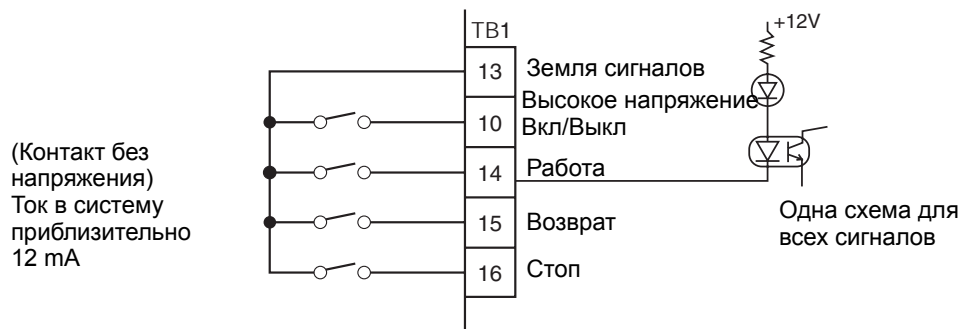 TB1
+12V
13 Земля сигналов
Высокое напряжение
10 Вкл/Выкл
14 Работа
15 Возврат
16 Стоп
(Контакт без
напряжения)
Ток в систему
приблизительно
12 mA
Одна схема для
всех сигналов